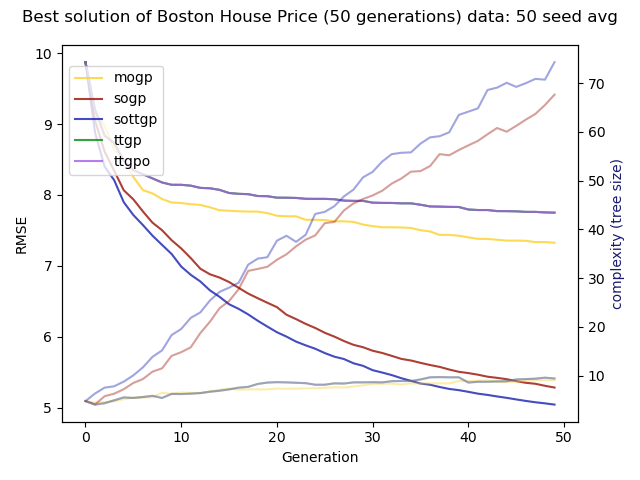 Best solution of Boston House Price (50 generations) data: 50 seed avg
10
9
8
7
6
5
RMSE
mogp
sogp
sottgp
ttgp
ttgpo
70
60
50
40
30
20
10
complexity (tree size)
0
10
20
30
40
50
Generation